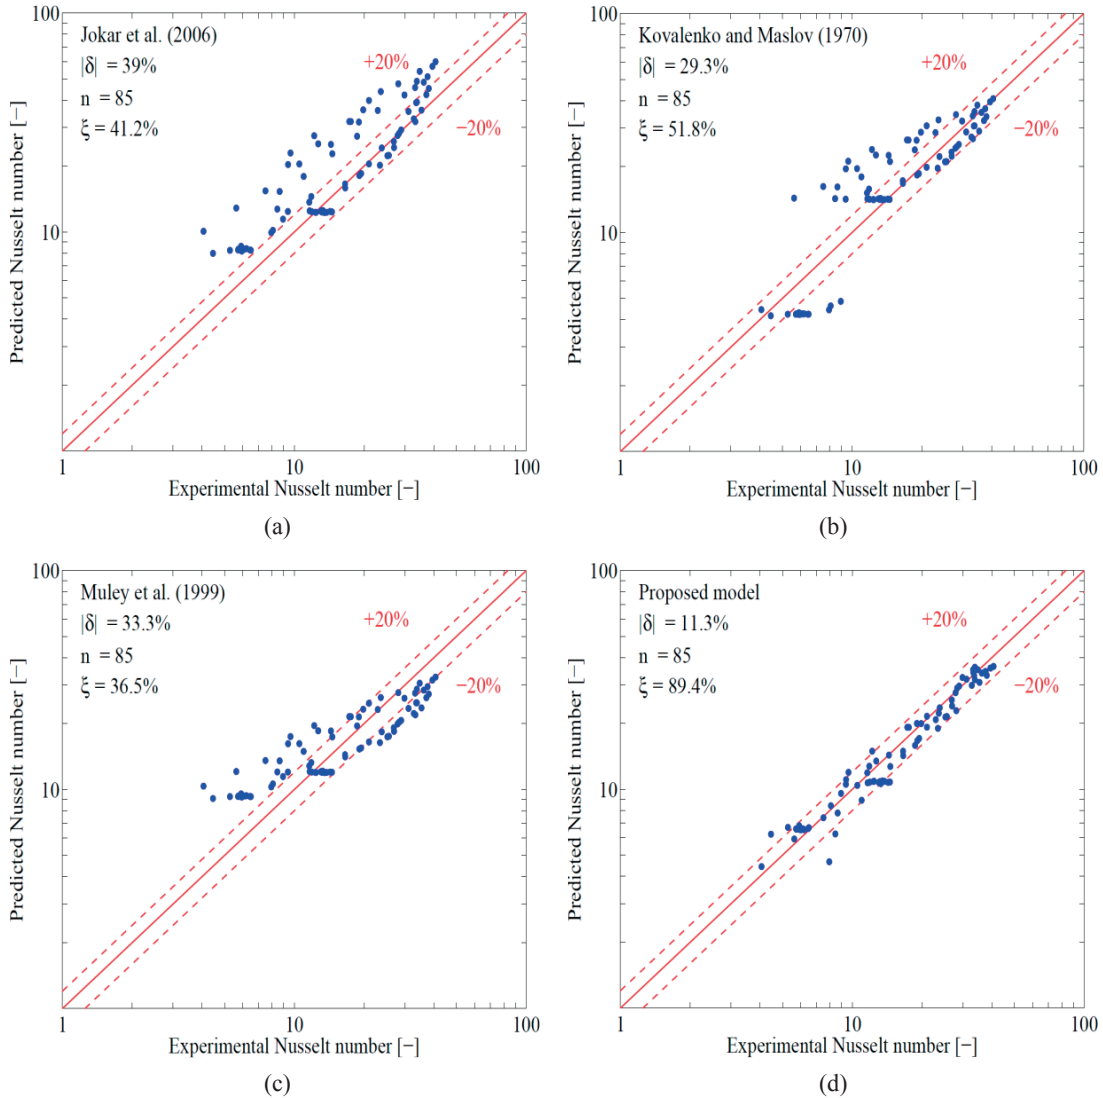 100
Jokar et al. (2006)
|δ| = 39%
n = 85
ξ = 41.2%
+20%
−20%
10
1
10
100
Predicted Nusselt number [−]
Experimental Nusselt number [−]
(a)
100
Kovalenko and Maslov (1970)
|δ| = 29.3%
n = 85
ξ = 51.8%
+20%
−20%
10
1
10
100
Predicted Nusselt number [−]
Experimental Nusselt number [−]
(b)
100
Muley et al. (1999)
|δ| = 33.3%
n = 85
ξ = 36.5%
+20%
−20%
10
1
10
100
Predicted Nusselt number [−]
Experimental Nusselt number [−]
(c)
100
Proposed model
|δ| = 11.3%
n = 85
ξ = 89.4%
+20%
−20%
10
1
10
100
Predicted Nusselt number [−]
Experimental Nusselt number [−]
(d)